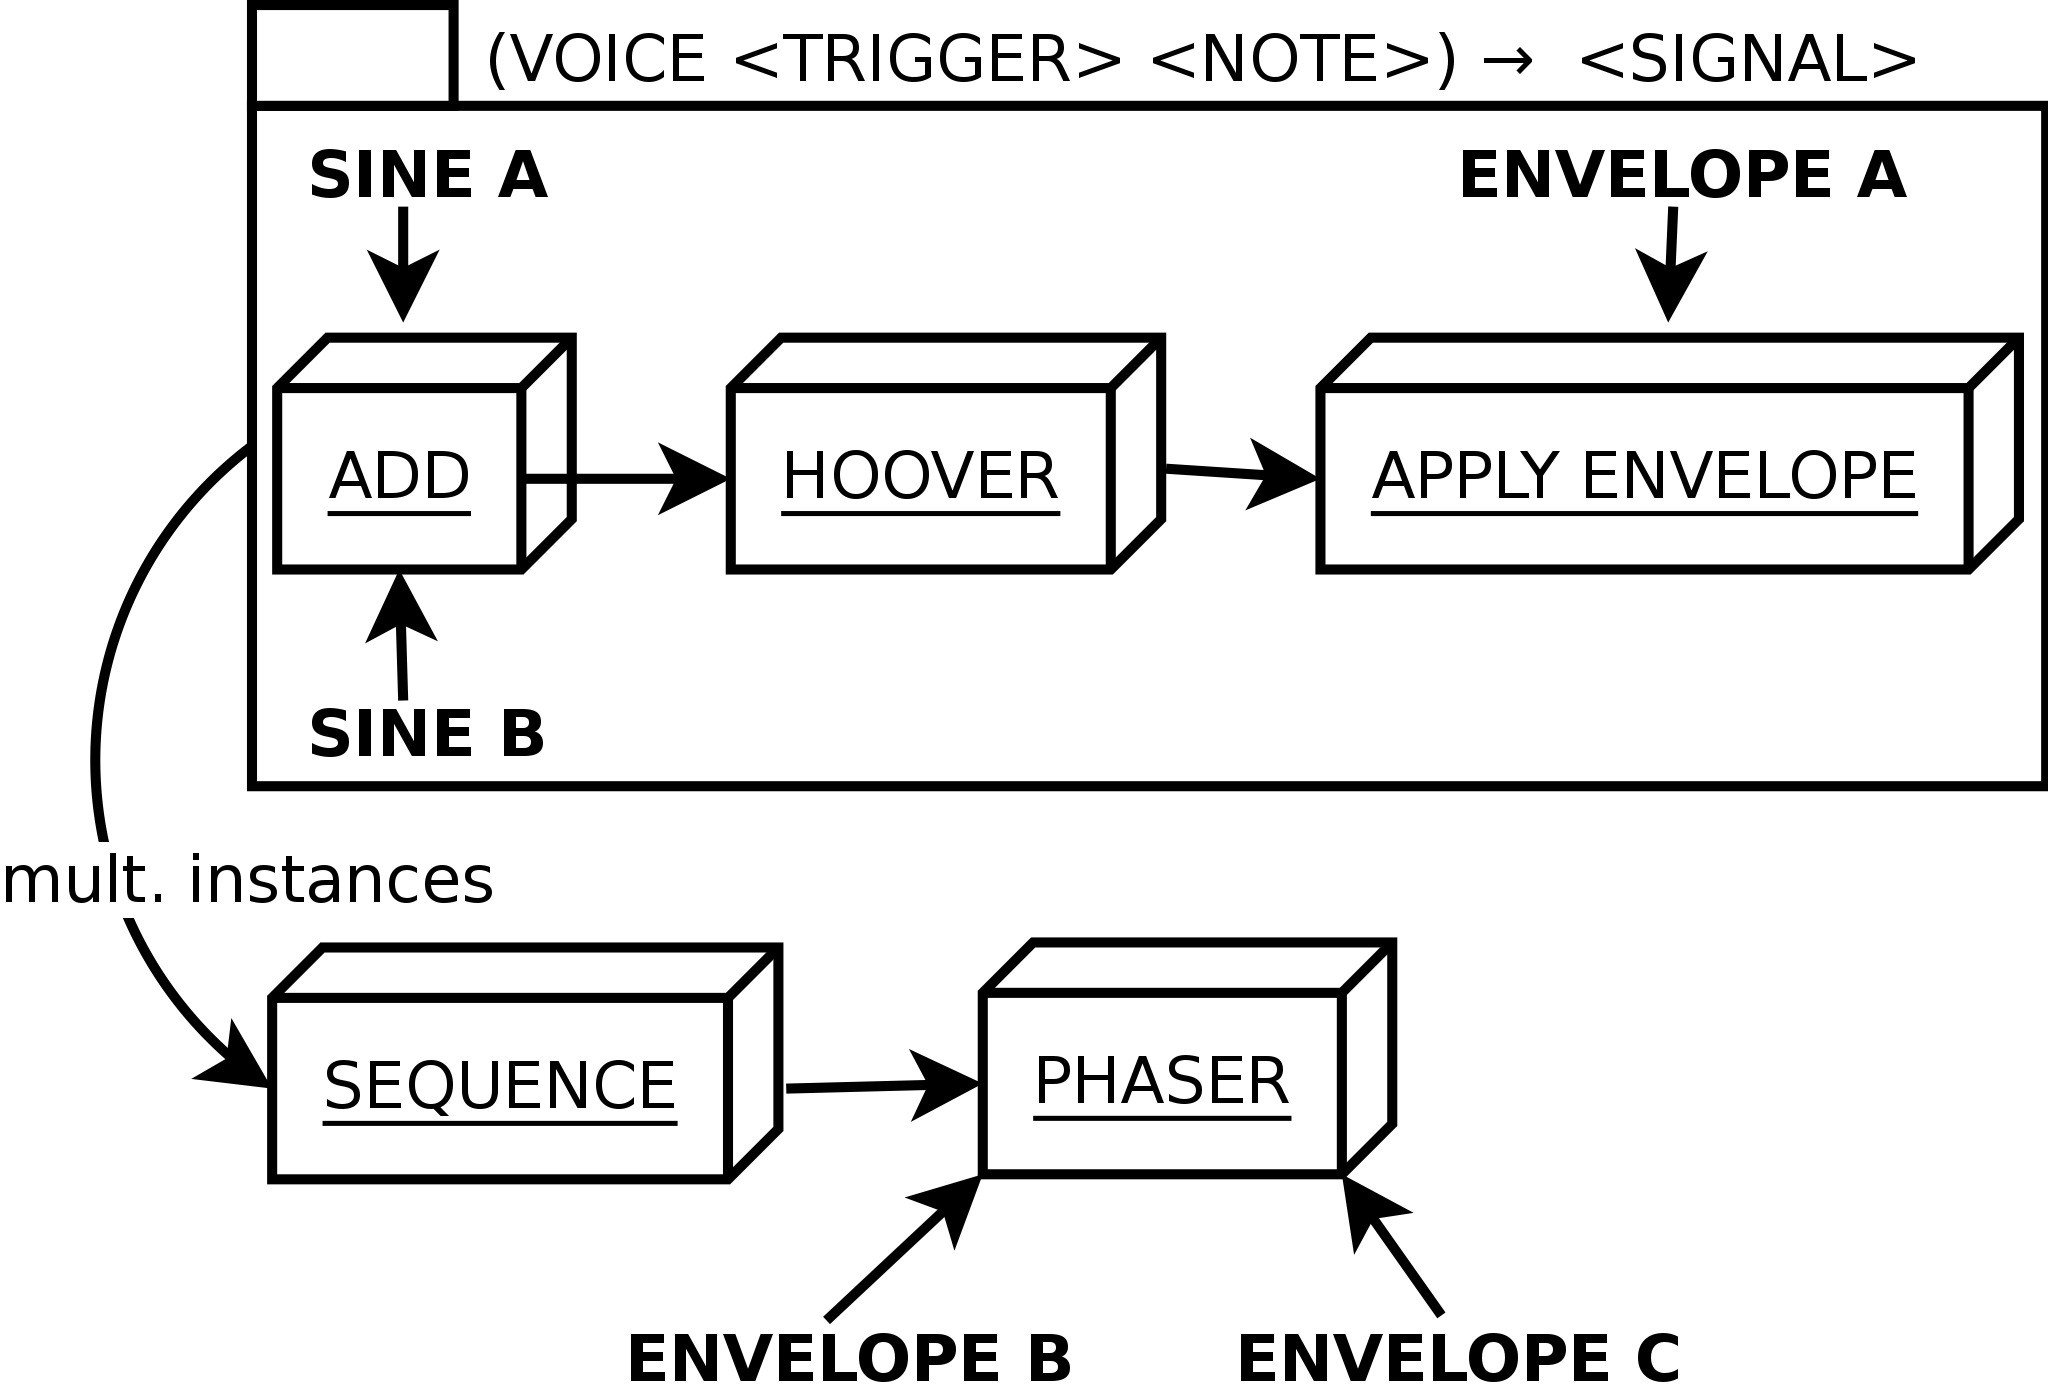 (VOICE <TRIGGER> <NOTE>) → <SIGNAL>
SINE A
ENVELOPE A
ADD
HOOVER
APPLY ENVELOPE
SINE B
mult. instances
SEQUENCE
PHASER
ENVELOPE B
ENVELOPE C